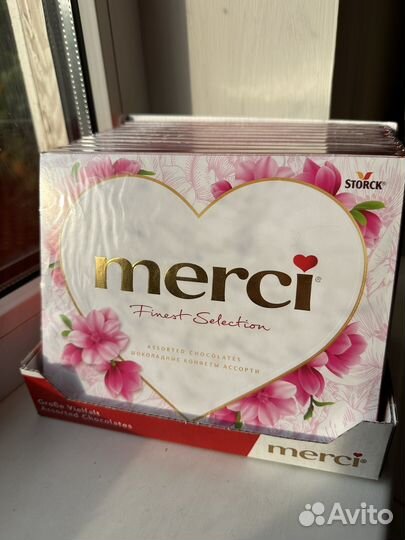 STORCK®
merci®
Finest Selection
ASSORTED CHOCOLATES
ШОКОЛАДНЫЕ КОНФЕТЫ АССОРТИ
Große Vielfalt
Assorted Chocolates
merci®
Avito